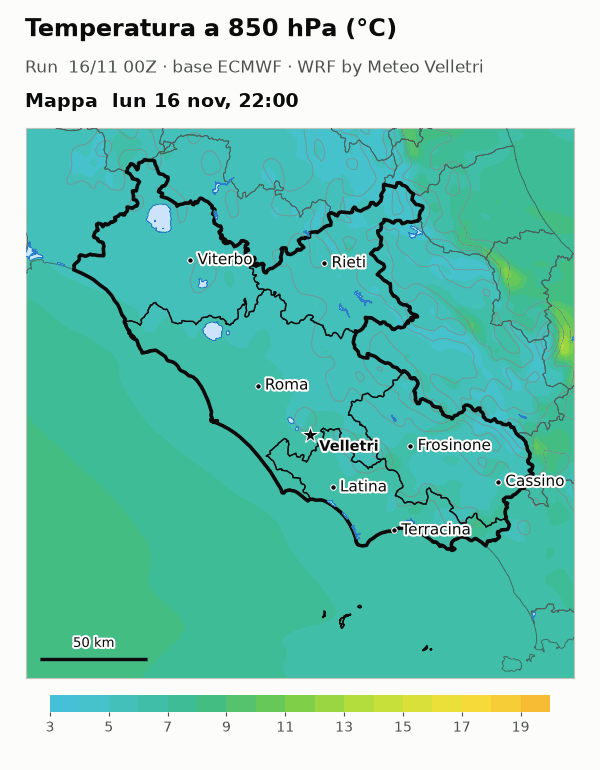 Temperatura a 850 hPa (°C)
Run  16/11 00Z · base ECMWF · WRF by Meteo Velletri
Mappa  lun 16 nov, 22:00
Viterbo
Rieti
Roma
Velletri
Frosinone
Cassino
Latina
Terracina
50 km
3 5 7 9 11 13 15 17 19